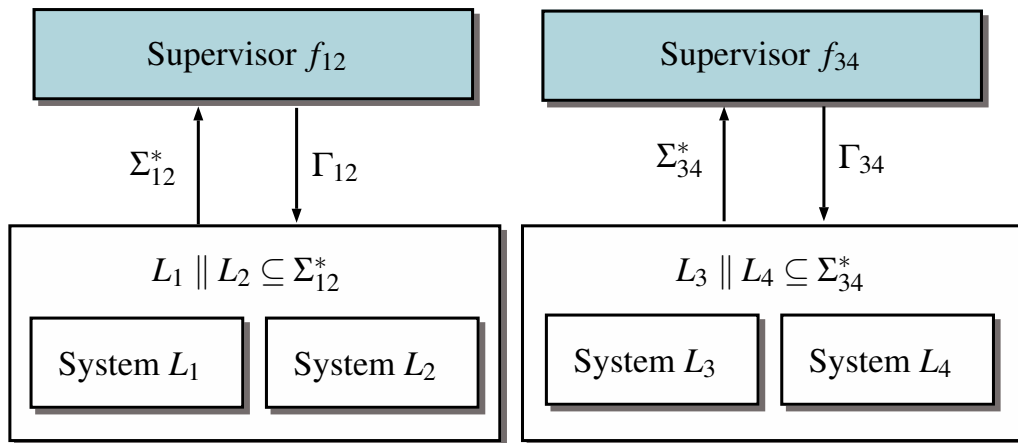 Supervisor f₁₂
Σ*₁₂
Γ₁₂
L₁ ∥ L₂ ⊆ Σ*₁₂
System L₁
System L₂
Supervisor f₃₄
Σ*₃₄
Γ₃₄
L₃ ∥ L₄ ⊆ Σ*₃₄
System L₃
System L₄